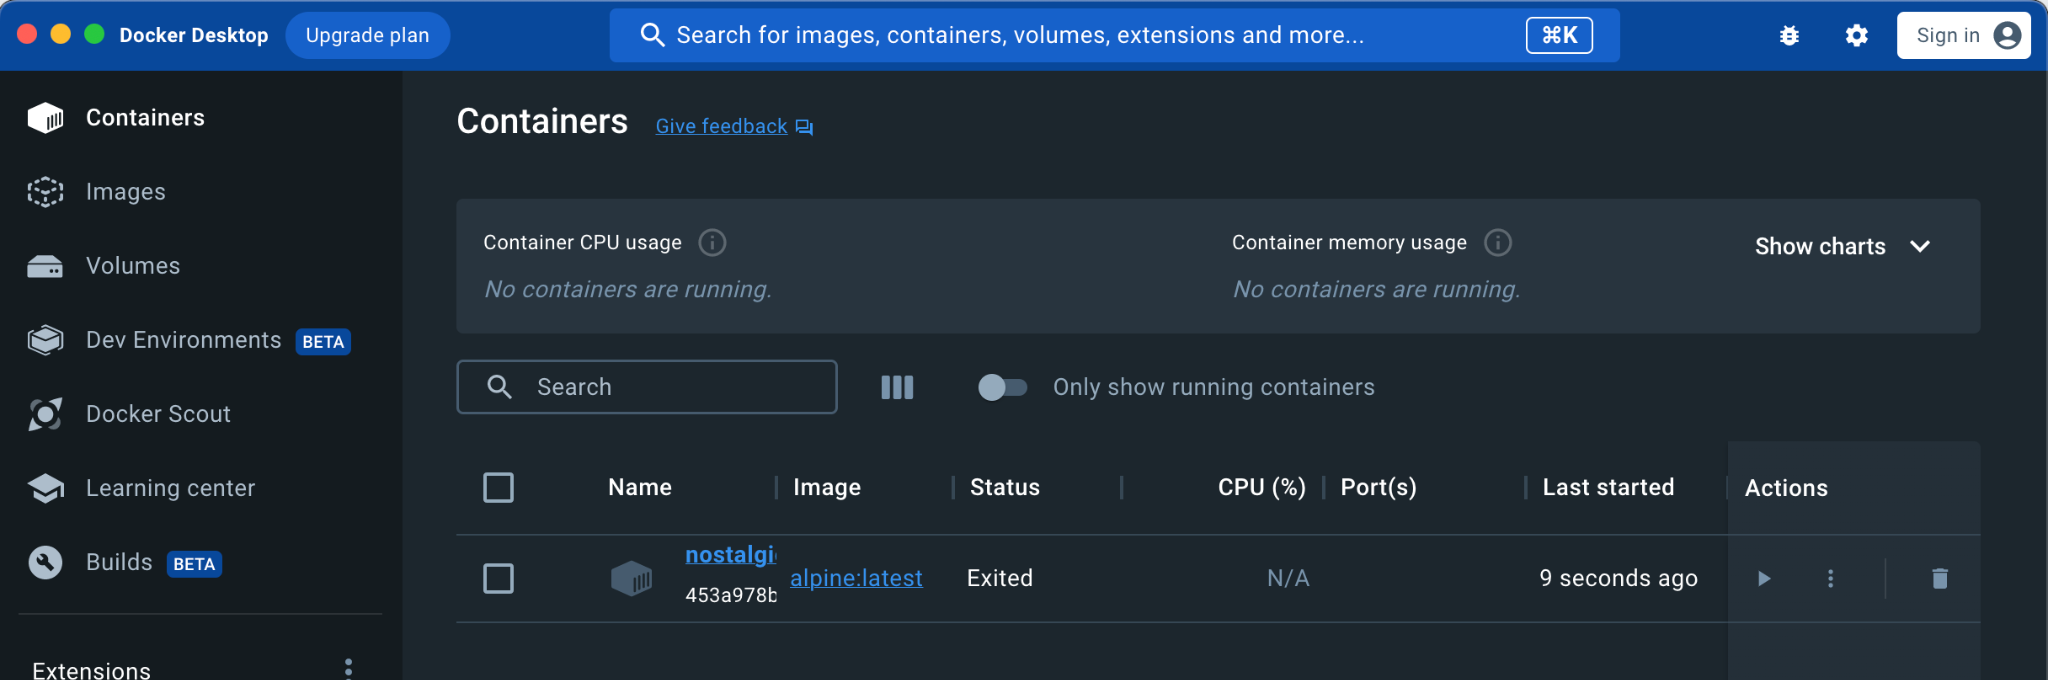 Docker Desktop
Upgrade plan
Search for images, containers, volumes, extensions and more...
⌘K
Sign in
Containers
Images
Volumes
Dev Environments BETA
Docker Scout
Learning center
Builds BETA
Extensions
Containers
Give feedback
Container CPU usage
No containers are running.
Container memory usage
No containers are running.
Show charts
Search
Only show running containers
Name Image Status CPU (%) Port(s) Last started Actions
nostalgi
453a978b
alpine:latest Exited N/A 9 seconds ago